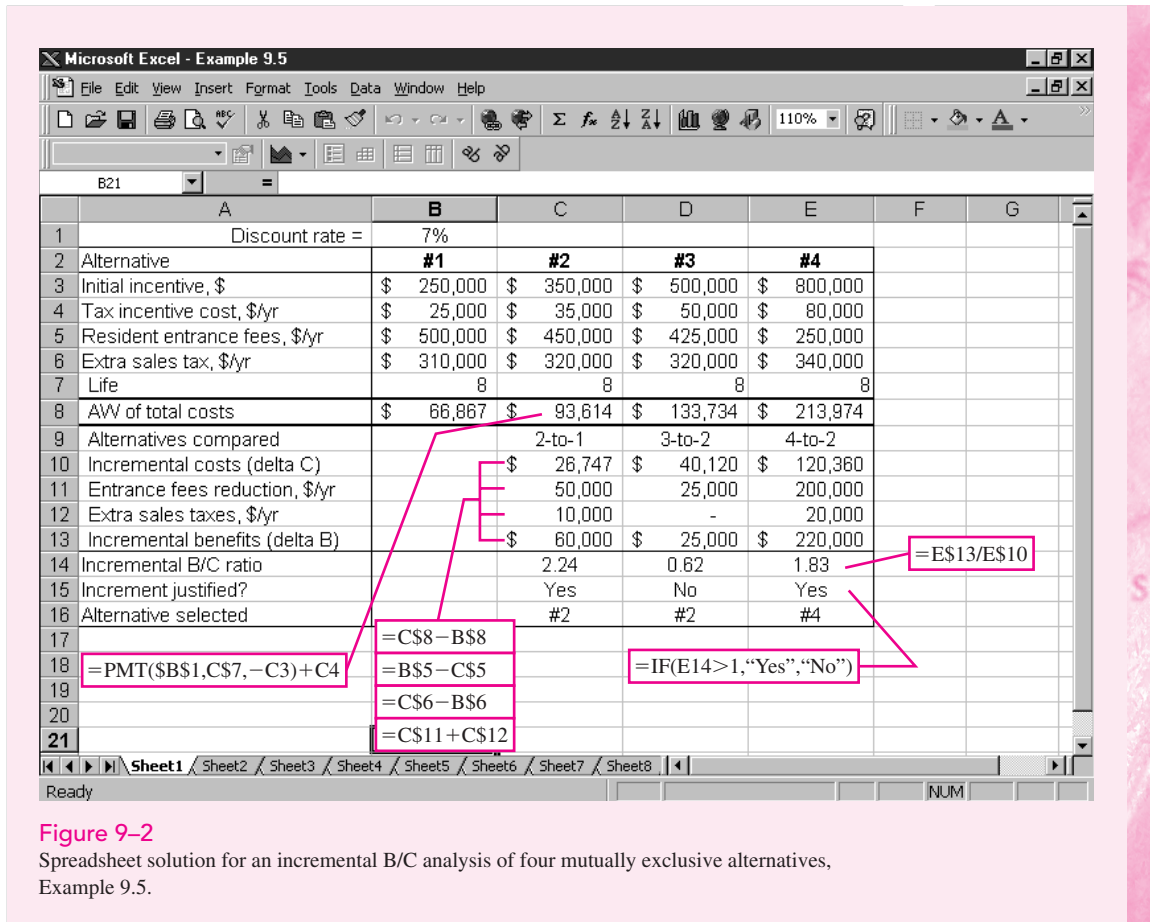 Microsoft Excel - Example 9.5
File Edit View Insert Format Tools Data Window Help
ABC Σ fx A Z Z A 110%
B21 =
A B C D E F G
1 Discount rate = 7%
2 Alternative #1 #2 #3 #4
3 Initial incentive, $ $ 250,000 $ 350,000 $ 500,000 $ 800,000
4 Tax incentive cost, $/yr $ 25,000 $ 35,000 $ 50,000 $ 80,000
5 Resident entrance fees, $/yr $ 500,000 $ 450,000 $ 425,000 $ 250,000
6 Extra sales tax, $/yr $ 310,000 $ 320,000 $ 320,000 $ 340,000
7 Life 8 8 8 8
8 AW of total costs $ 66,867 $ 93,614 $ 133,734 $ 213,974
9 Alternatives compared 2-to-1 3-to-2 4-to-2
10 Incremental costs (delta C) $ 26,747 $ 40,120 $ 120,360
11 Entrance fees reduction, $/yr 50,000 25,000 200,000
12 Extra sales taxes, $/yr 10,000 - 20,000
13 Incremental benefits (delta B) $ 60,000 $ 25,000 $ 220,000
=E$13/E$10
14 Incremental B/C ratio 2.24 0.62 1.83
15 Increment justified? Yes No Yes
16 Alternative selected #2 #2 #4
17
=C$8−B$8
18
=PMT($B$1,C$7,−C3)+C4
=B$5−C$5
=IF(E14>1,“Yes”,“No”)
19
=C$6−B$6
20
21
=C$11+C$12
Sheet1 Sheet2 Sheet3 Sheet4 Sheet5 Sheet6 Sheet7 Sheet8
Ready NUM
Figure 9–2
Spreadsheet solution for an incremental B/C analysis of four mutually exclusive alternatives,
Example 9.5.